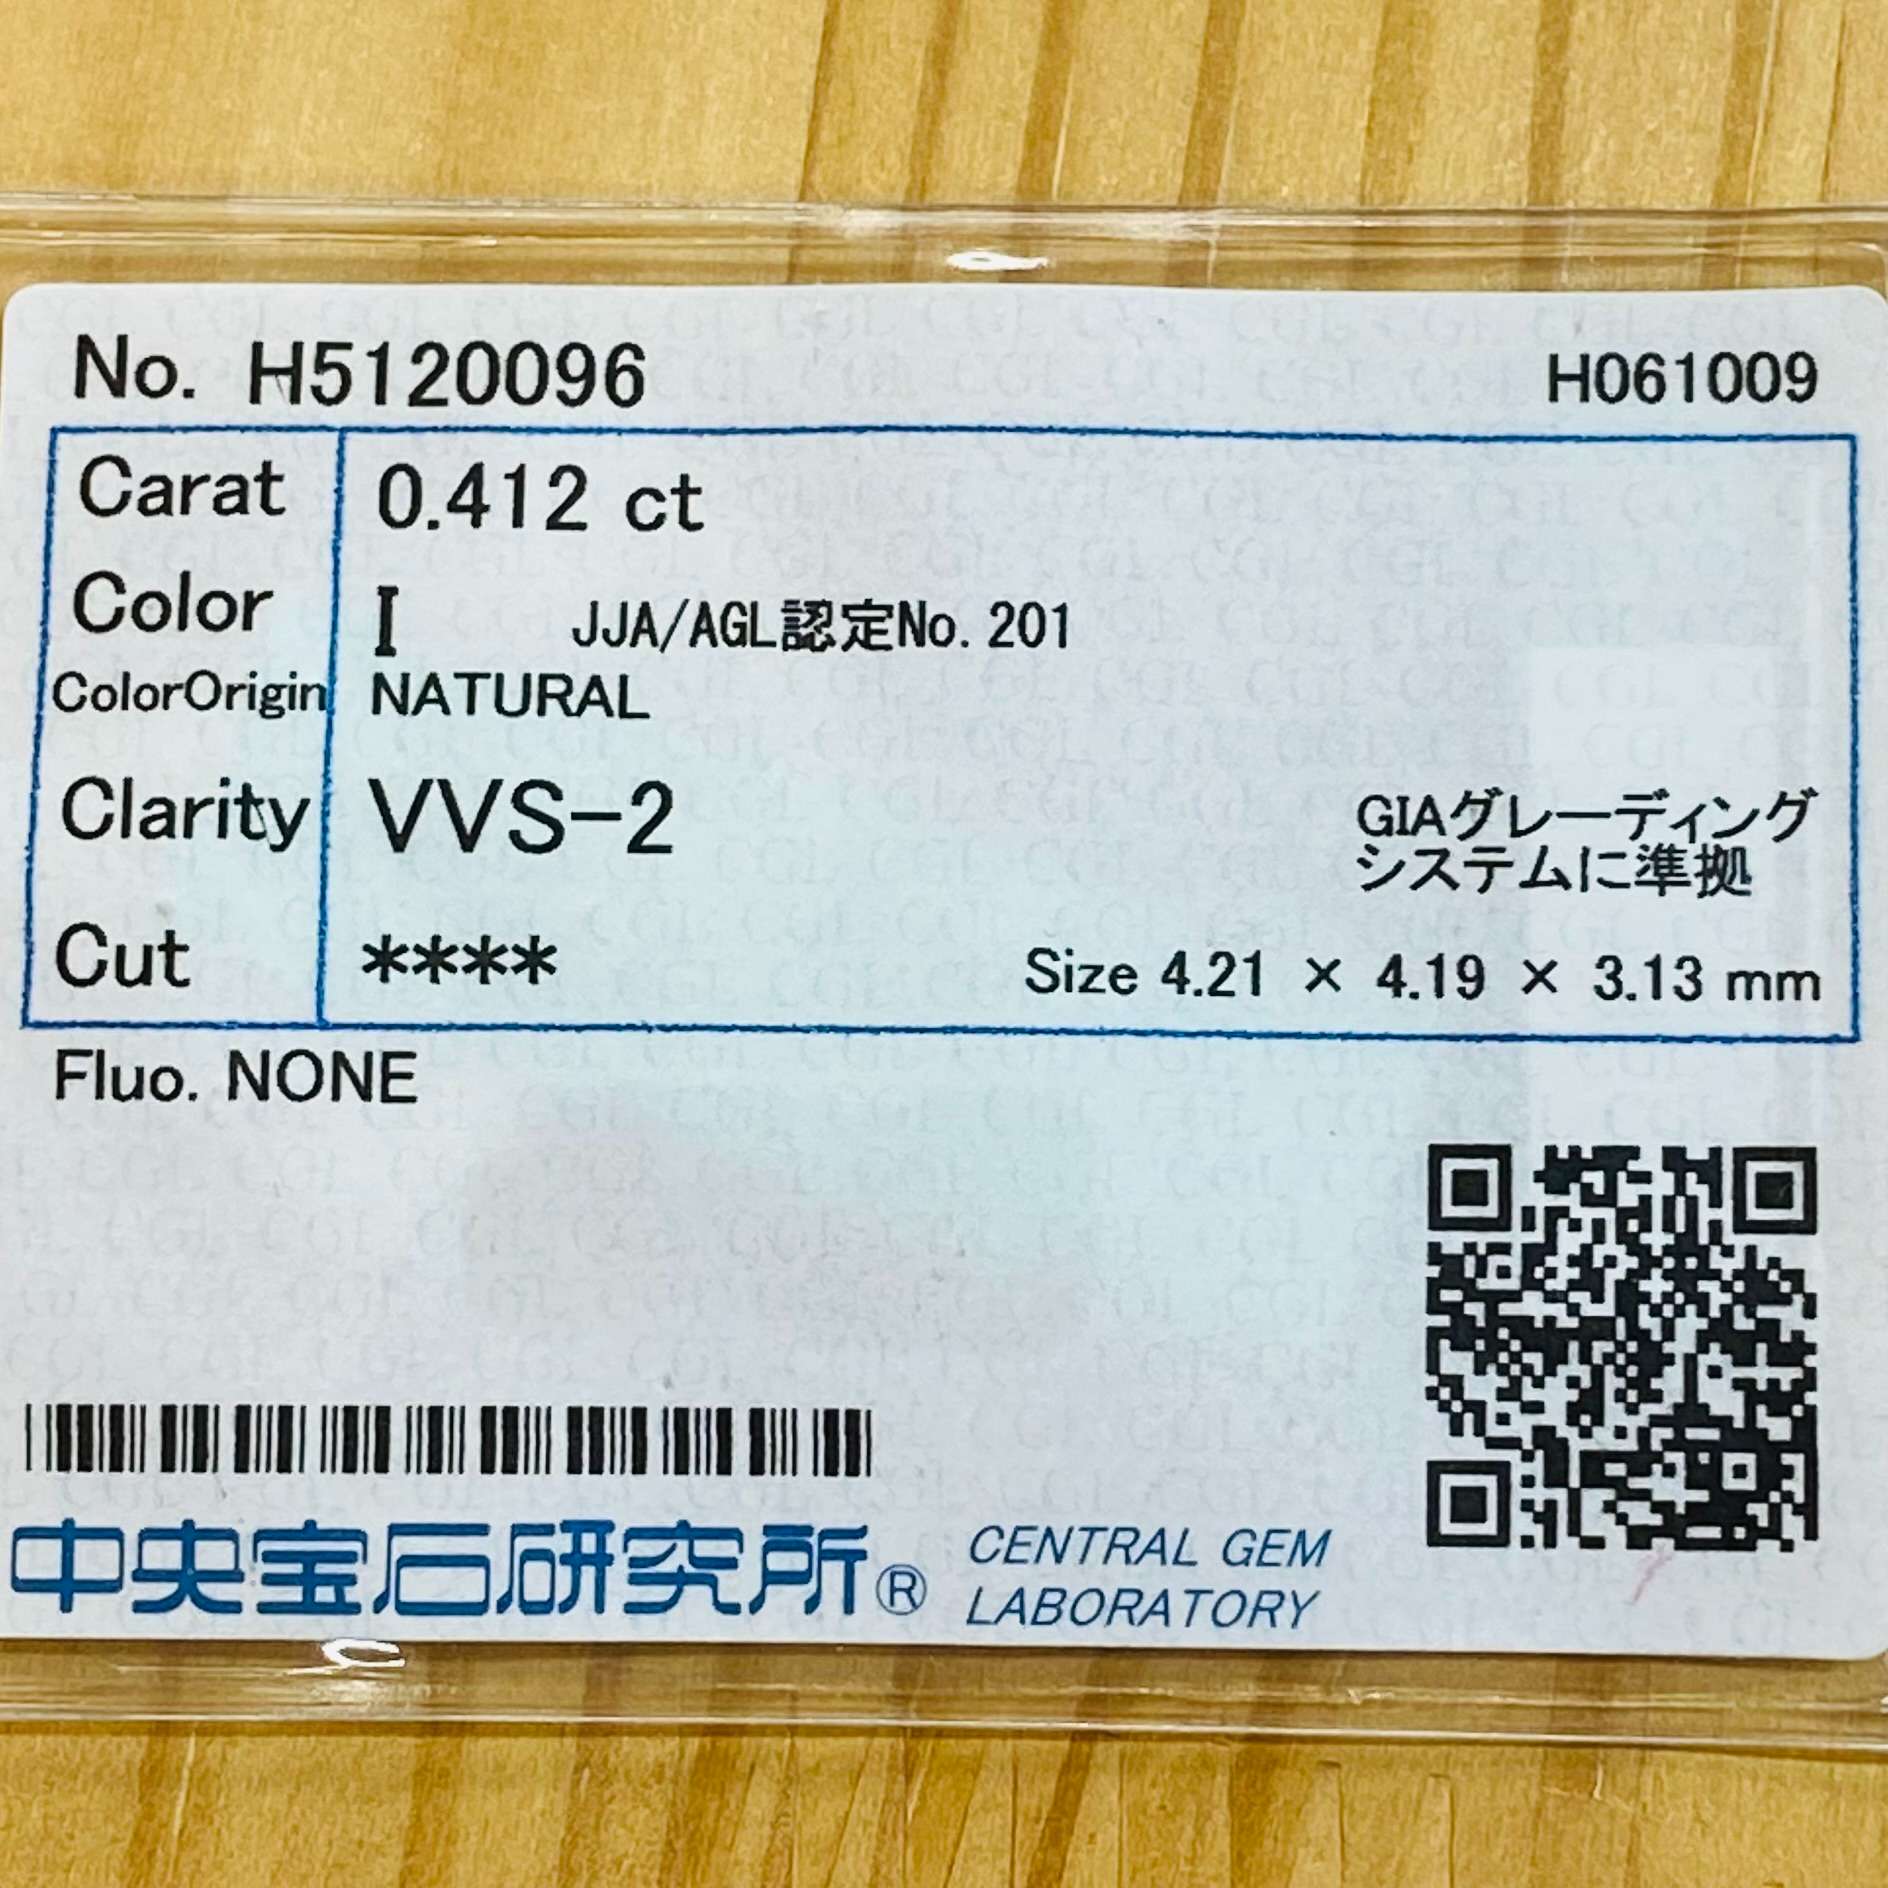 No. H5120096 H061009
Carat 0.412 ct
Color I JJA/AGL認定No. 201
ColorOrigin NATURAL
Clarity VVS-2 GIAグレーディング
システムに準拠
Cut **** Size 4.21 × 4.19 × 3.13 mm
Fluo. NONE
中央宝石研究所® CENTRAL GEM
LABORATORY